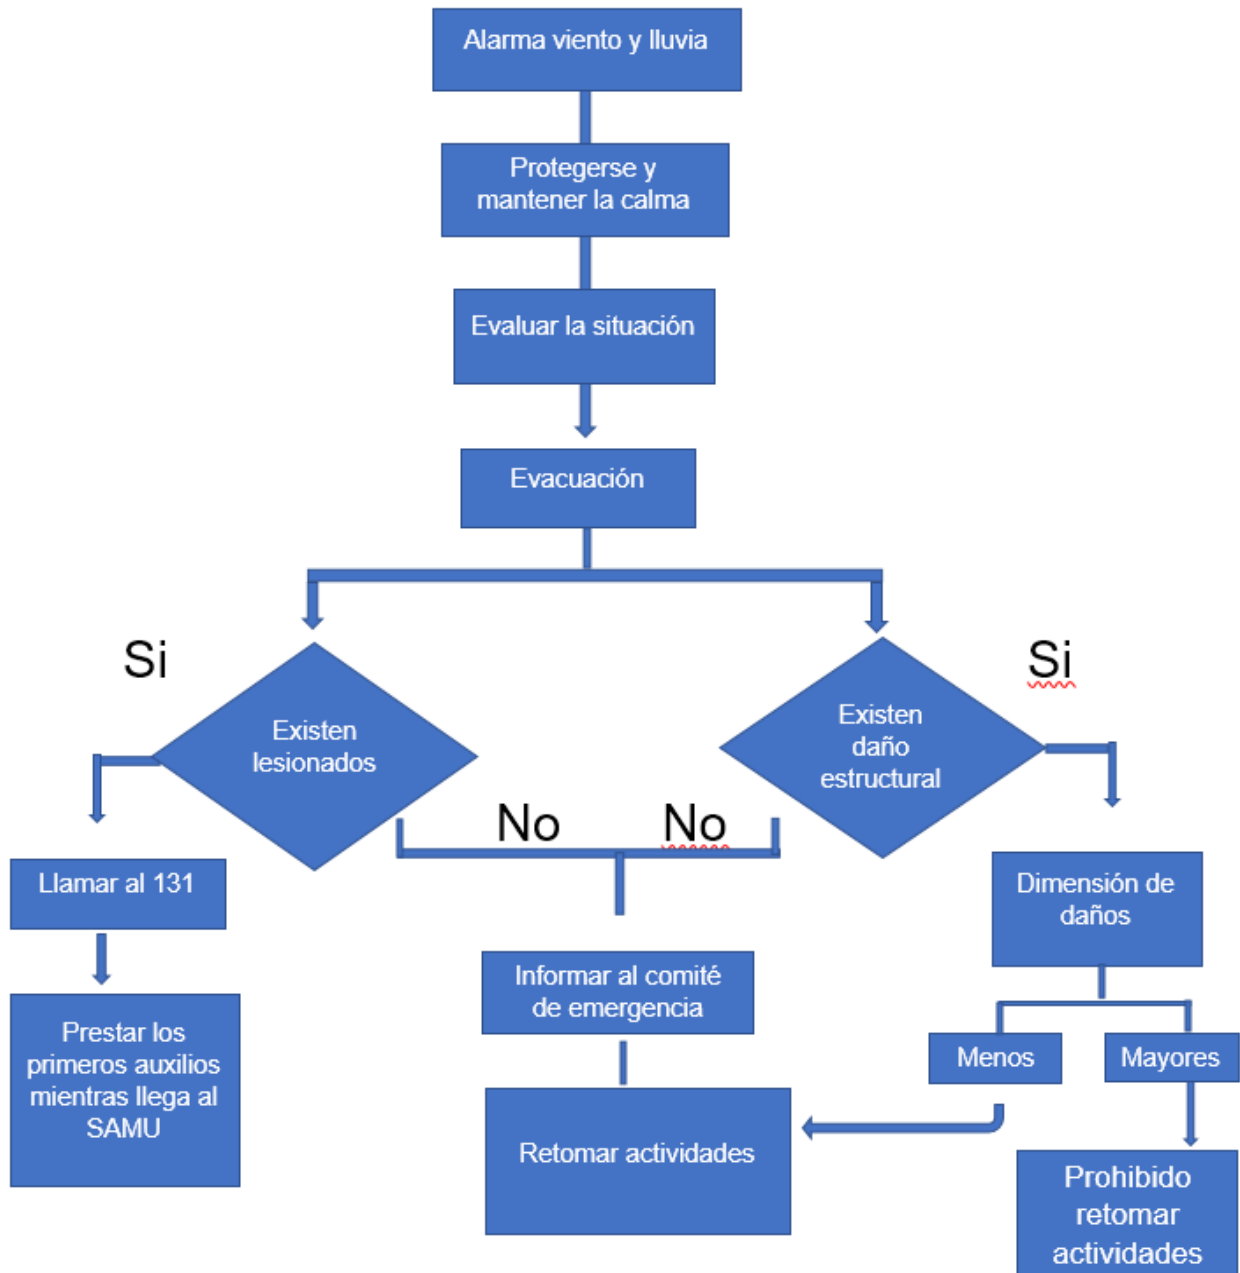 Alarma viento y lluvia
Protegerse y
mantener la calma
Evaluar la situación
Evacuación
Si
Existen
lesionados
Existen
daño
estructural
Si
No
No
Llamar al 131
Dimensión de
daños
Prestar los
primeros auxilios
mientras llega al
SAMU
Informar al comité
de emergencia
Menos
Mayores
Retomar actividades
Prohibido
retomar
actividades